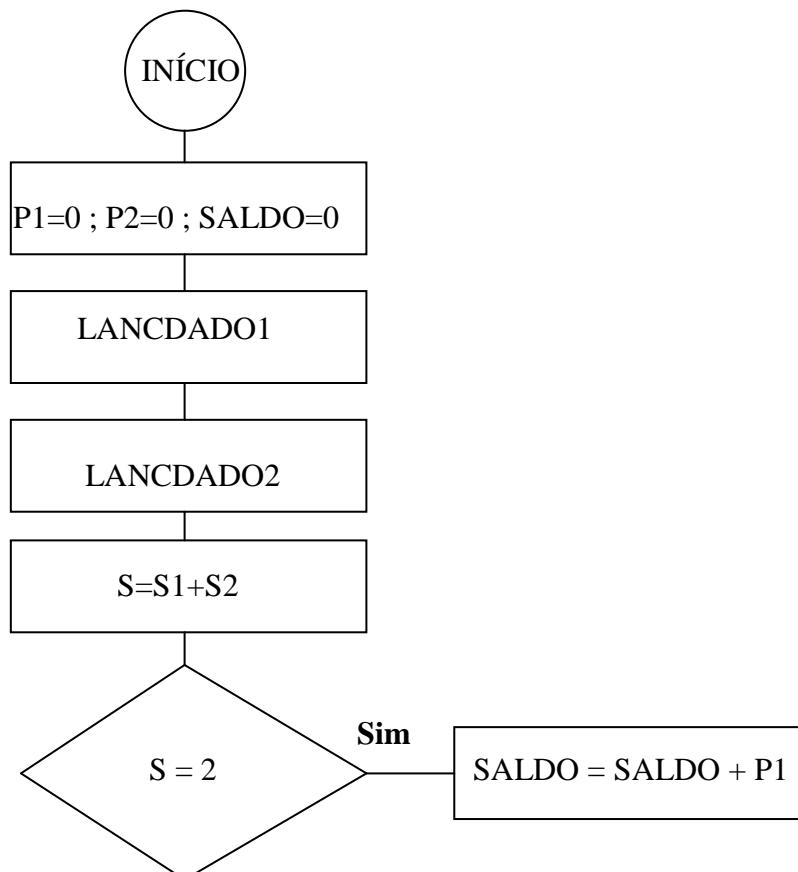 INÍCIO
P1=0 ; P2=0 ; SALDO=0
LANCDADO1
LANCDADO2
S=S1+S2
S = 2
Sim
SALDO = SALDO + P1